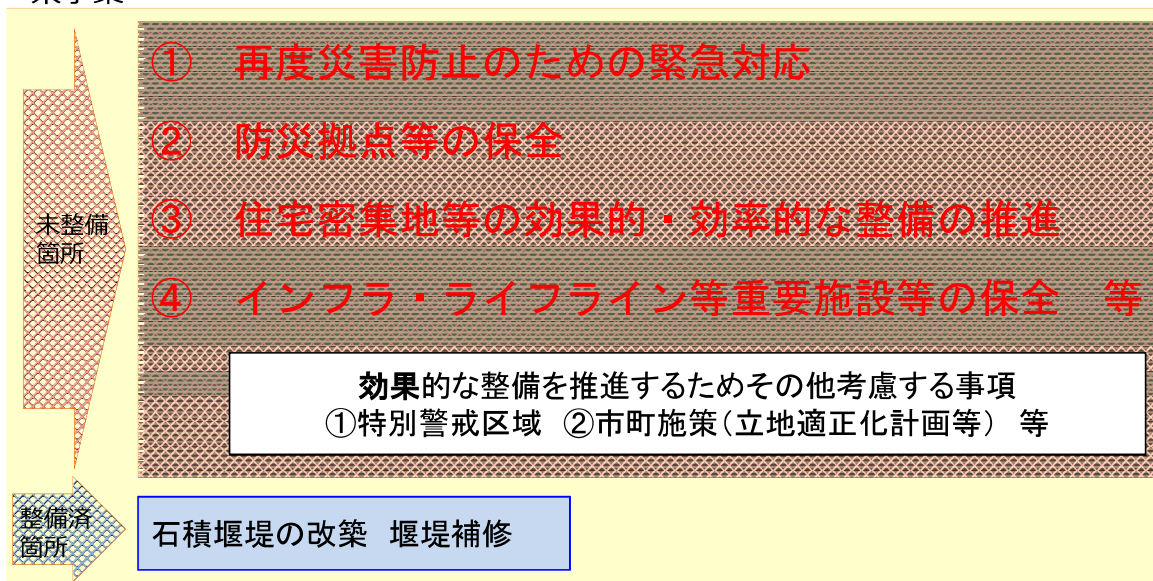 ① 再度災害防止のための緊急対応
② 防災拠点等の保全
③ 住宅密集地等の効果的・効率的な整備の推進
④ インフラ・ライフライン等重要施設等の保全 等
未整備
箇所
効果的な整備を推進するためその他考慮する事項
①特別警戒区域 ②市町施策(立地適正化計画等) 等
整備済
箇所
石積堰堤の改築 堰堤補修